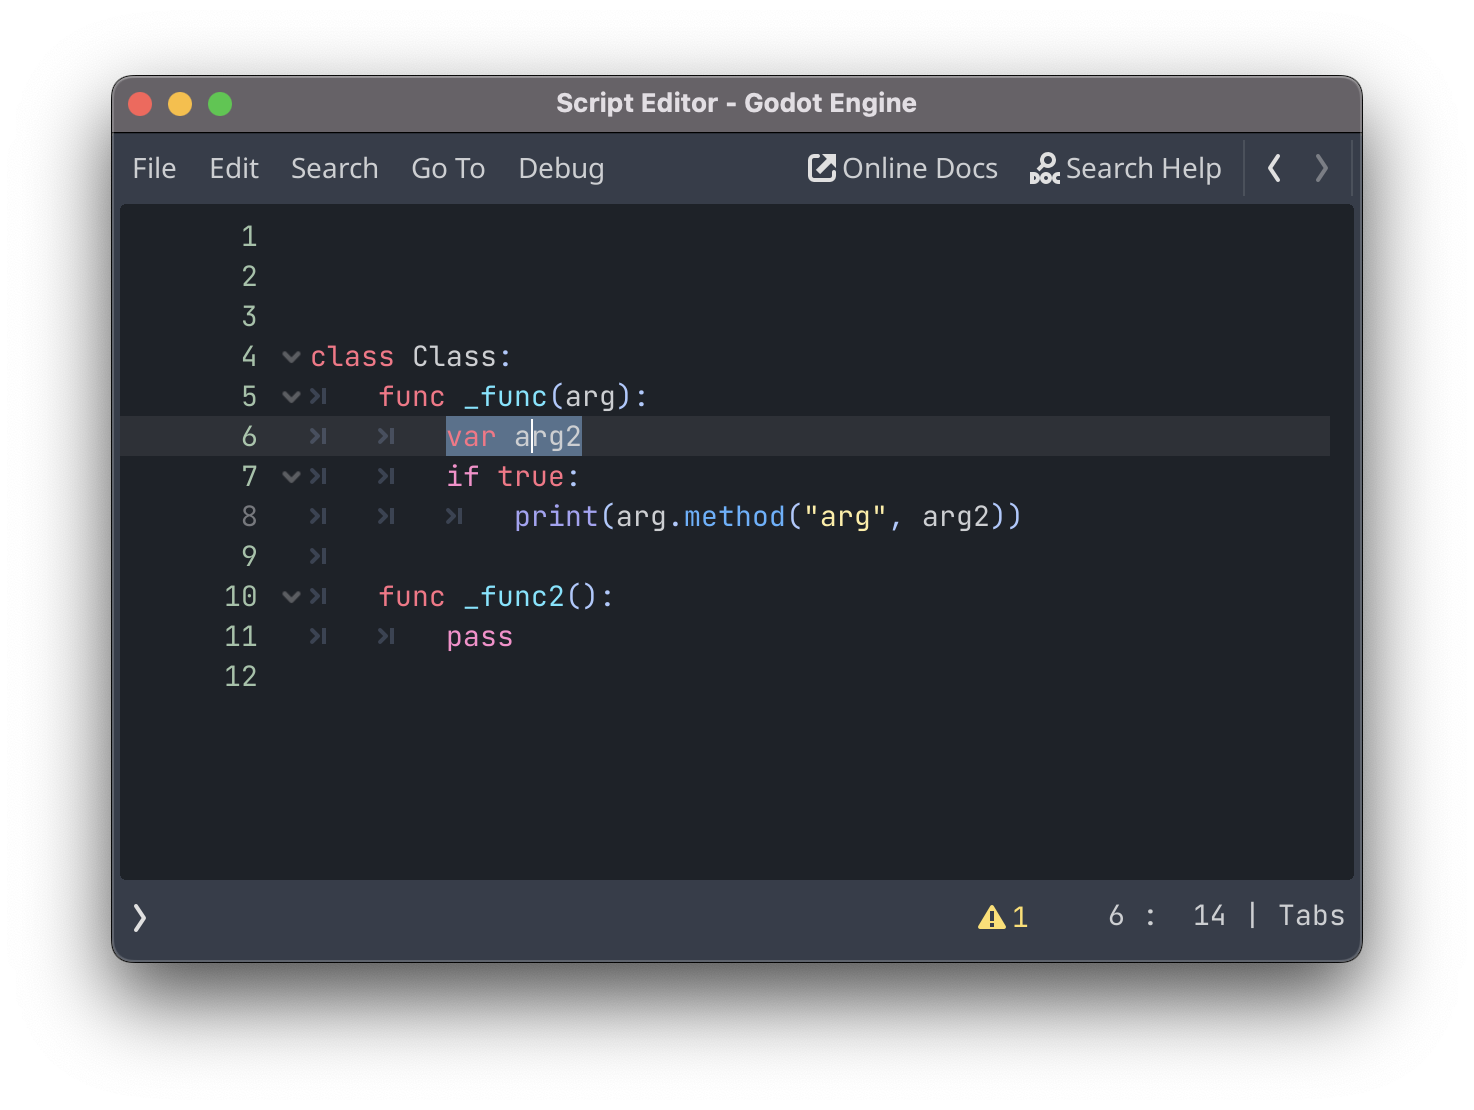 Script Editor - Godot Engine
File Edit Search Go To Debug Online Docs DOC Search Help
1
2
3
4 class Class:
5 func _func(arg):
6 var arg2
7 if true:
8 print(arg.method("arg", arg2))
9
10 func _func2():
11 pass
12
1 6 : 14 | Tabs